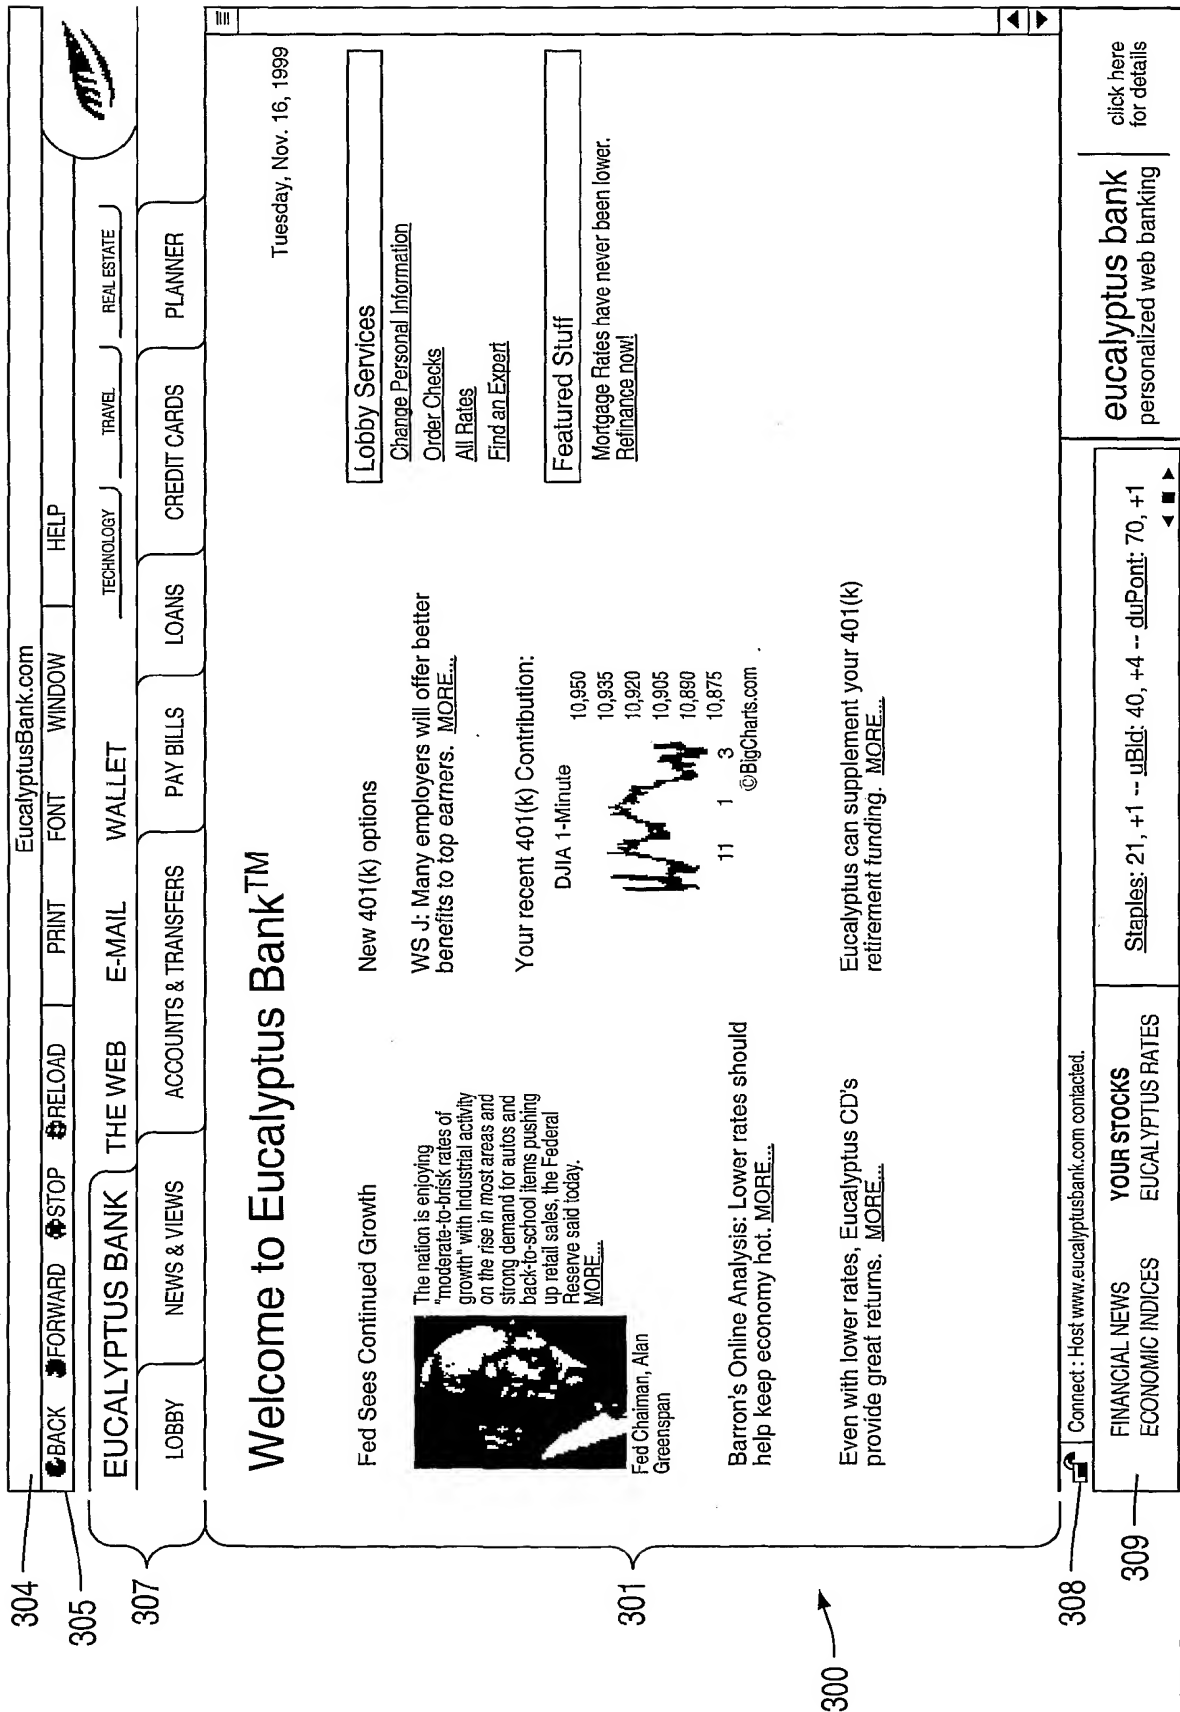 EucalyptusBank.com
BACK FORWARD STOP RELOAD PRINT FONT WINDOW HELP
EUCALYPTUS BANK THE WEB E-MAIL WALLET TECHNOLOGY TRAVEL REAL ESTATE
LOBBY NEWS & VIEWS ACCOUNTS & TRANSFERS PAY BILLS LOANS CREDIT CARDS PLANNER
Welcome to Eucalyptus Bank™
Tuesday, Nov. 16, 1999
Fed Sees Continued Growth
The nation is enjoying
"moderate-to-brisk rates of
growth" with Industrial activity
on the rise in most areas and
strong demand for autos and
back-to-school items pushing
up retail sales, the Federal
Reserve said today.
MORE...
Fed Chaiman, Alan
Greenspan
Barron's Online Analysis: Lower rates should
help keep economy hot. MORE...
Even with lower rates, Eucalyptus CD's
provide great returns. MORE...
New 401(k) options
WS J: Many employers will offer better
benefits to top earners. MORE...
Your recent 401(k) Contribution:
DJIA 1-Minute
10,950
10,935
10,920
10,905
10,890
10,875
11 1 3
©BigCharts.com
Eucalyptus can supplement your 401(k)
retirement funding. MORE...
Lobby Services
Change Personal Information
Order Checks
All Rates
Find an Expert
Featured Stuff
Mortgage Rates have never been lower.
Refinance now!
Connect : Host www.eucalyptusbank.com contacted.
FINANCIAL NEWS YOUR STOCKS
ECONOMIC INDICES EUCALYPTUS RATES
Staples: 21, +1 -- uBid: 40, +4 -- duPont: 70, +1
eucalyptus bank
personalized web banking
click here
for details
304
305
307
301
300
308
309